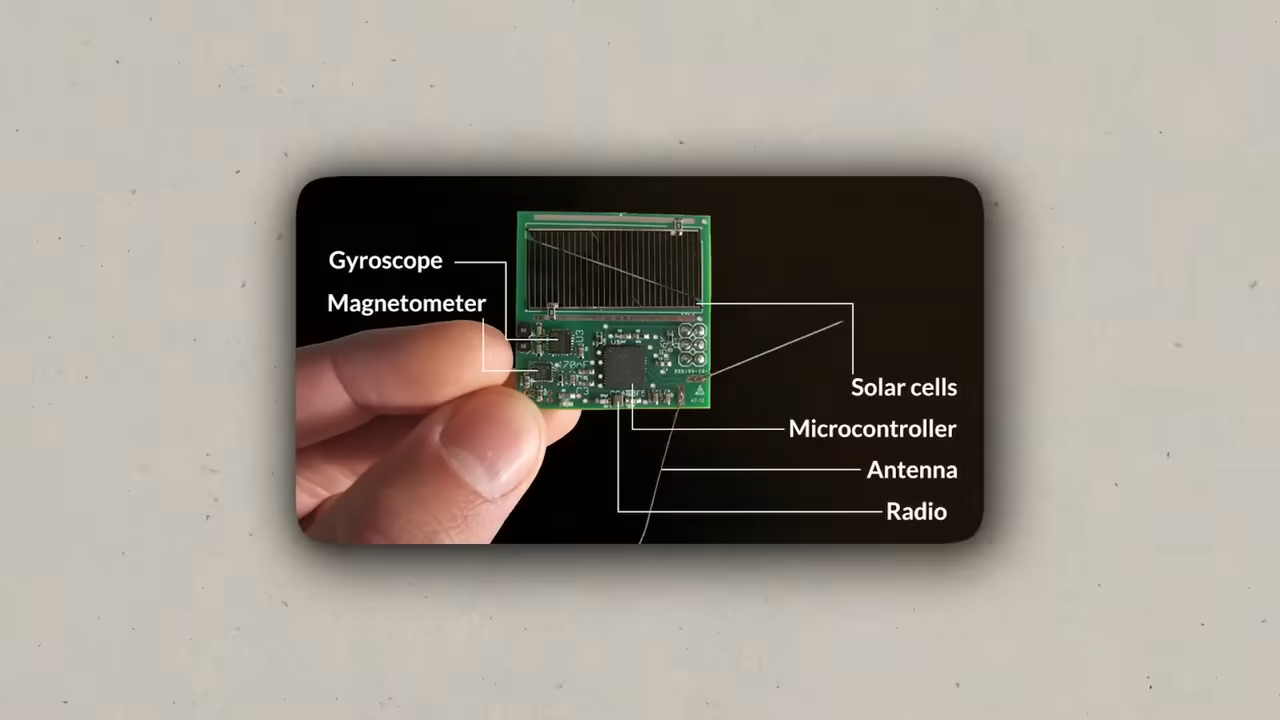 Gyroscope
Magnetometer
Solar cells
Microcontroller
Antenna
Radio